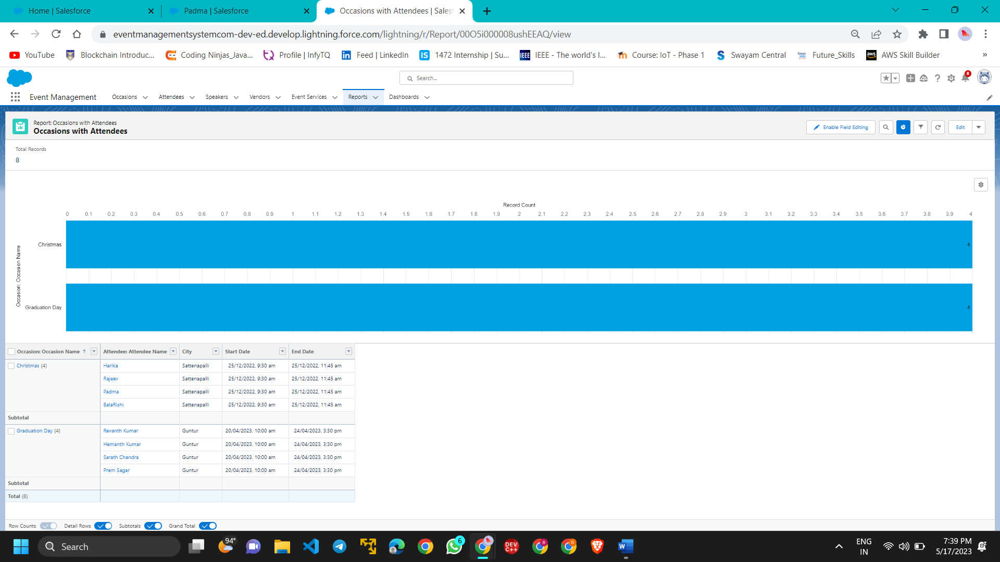 Home | Salesforce
Padma | Salesforce
Occasions with Attendees | Sales
eventmanagementsystemcom-dev-ed.develop.lightning.force.com/lightning/r/Report/00O5i000008ushEEAQ/view
YouTube
Blockchain Introduc...
Coding Ninjas_Java...
Profile | InfyTQ
Feed | LinkedIn
1472 Internship | Su...
IEEE - The world's l...
Course: IoT - Phase 1
Swayam Central
Future_Skills
AWS Skill Builder
»
Search...
8
Event Management
Occasions
Attendees
Speakers
Vendors
Event Services
Reports
Dashboards
Report: Occasions with Attendees
Occasions with Attendees
Enable Field Editing
Edit
Total Records
8
Record Count
0 0.1 0.2 0.3 0.4 0.5 0.6 0.7 0.8 0.9 1 1.1 1.2 1.3 1.4 1.5 1.6 1.7 1.8 1.9 2 2.1 2.2 2.3 2.4 2.5 2.6 2.7 2.8 2.9 3 3.1 3.2 3.3 3.4 3.5 3.6 3.7 3.8 3.9 4
Occasion: Occasion Name
Christmas 4
Graduation Day 4
Occasion: Occasion Name ↑ Attendee: Attendee Name City Start Date End Date
Christmas (4) Harika Sattenapalli 25/12/2022, 9:30 am 25/12/2022, 11:45 am
Rajeev Sattenapalli 25/12/2022, 9:30 am 25/12/2022, 11:45 am
Padma Sattenapalli 25/12/2022, 9:30 am 25/12/2022, 11:45 am
BalaRishi Sattenapalli 25/12/2022, 9:30 am 25/12/2022, 11:45 am
Subtotal
Graduation Day (4) Revanth Kumar Guntur 20/04/2023, 10:00 am 24/04/2023, 3:30 pm
Hemanth Kumar Guntur 20/04/2023, 10:00 am 24/04/2023, 3:30 pm
Sarath Chandra Guntur 20/04/2023, 10:00 am 24/04/2023, 3:30 pm
Prem Sagar Guntur 20/04/2023, 10:00 am 24/04/2023, 3:30 pm
Subtotal
Total (8)
Row Counts
Detail Rows
Subtotals
Grand Total
Search
94°
6
DEV C++
B
G
ENG
IN
7:39 PM
5/17/2023